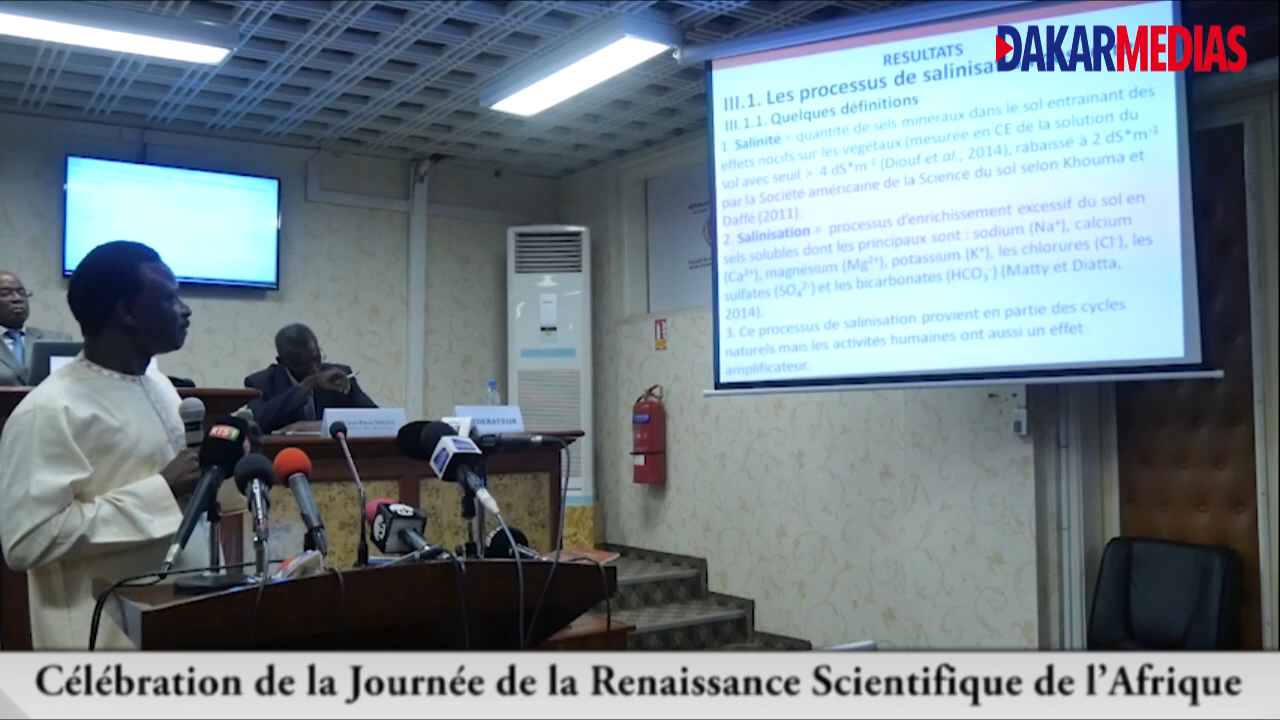 DAKARMEDIAS
RESULTATS
III.1. Les processus de salinisa
III.1.1. Quelques définitions
1. Salinité = quantité de sels minéraux dans le sol entrainant des
effets nocifs sur les végétaux (mesurée en CE de la solution du
sol avec seuil > 4 dS*m⁻¹ (Diouf et al., 2014), rabaissé à 2 dS*m⁻¹
par la Société américaine de la Science du sol selon Khouma et
Daffé (2011).
2. Salinisation = processus d'enrichissement excessif du sol en
sels solubles dont les principaux sont : sodium (Na⁺), calcium
(Ca²⁺), magnésium (Mg²⁺), potassium (K⁺), les chlorures (Cl⁻), les
sulfates (SO₄²⁻) et les bicarbonates (HCO₃⁻) (Matty et Diatta,
2014).
3. Ce processus de salinisation provient en partie des cycles
naturels mais les activités humaines ont aussi un effet
amplificateur.
DERATEUR
Célébration de la Journée de la Renaissance Scientifique de l'Afrique